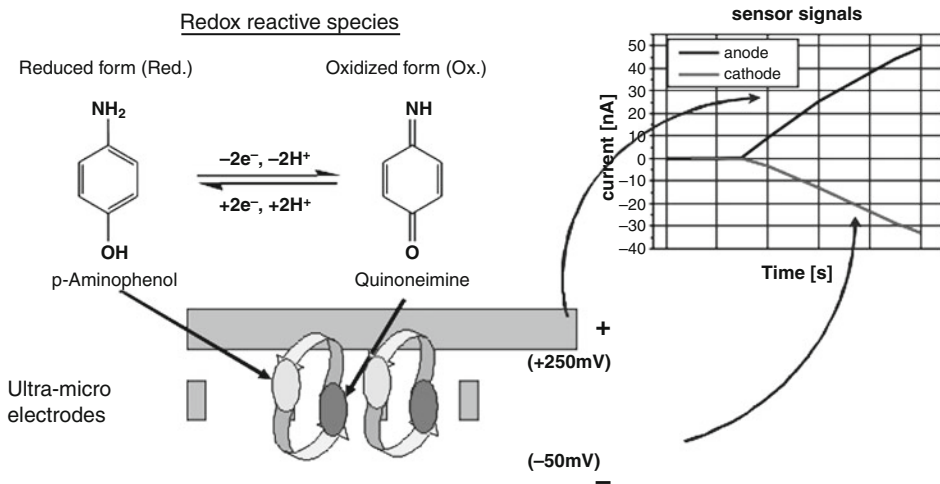 Redox reactive species
Reduced form (Red.)
Oxidized form (Ox.)
NH₂
NH
–2e⁻, –2H⁺
+2e⁻, +2H⁺
OH
O
p-Aminophenol
Quinoneimine
sensor signals
anode
cathode
current [nA]
50
40
30
20
10
0
–10
–20
–30
–40
Time [s]
+
(+250mV)
Ultra-micro
electrodes
(–50mV)
–